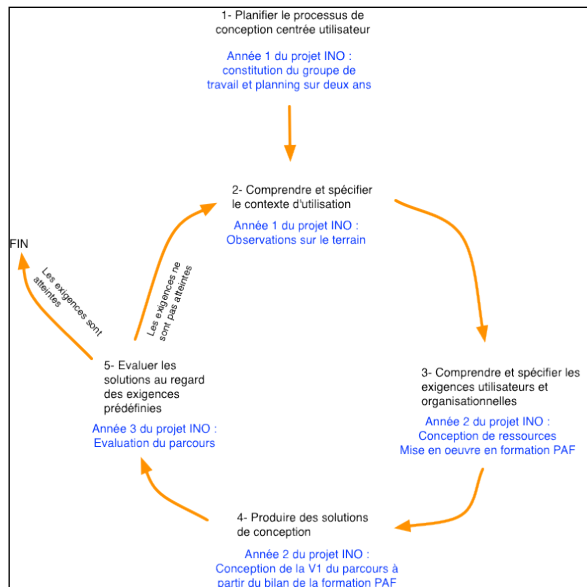 1- Planifier le processus de
conception centrée utilisateur
Année 1 du projet INO :
constitution du groupe de
travail et planning sur deux ans
2- Comprendre et spécifier
le contexte d'utilisation
Année 1 du projet INO :
Observations sur le terrain
FIN
Les exigences sont
atteintes
Les exigences ne
sont pas atteintes
3- Comprendre et spécifier les
exigences utilisateurs et
organisationnelles
Année 2 du projet INO :
Conception de ressources
Mise en oeuvre en formation PAF
4- Produire des solutions
de conception
Année 2 du projet INO :
Conception de la V1 du parcours à
partir du bilan de la formation PAF
5- Evaluer les
solutions au regard
des exigences
prédéfinies
Année 3 du projet INO :
Evaluation du parcours